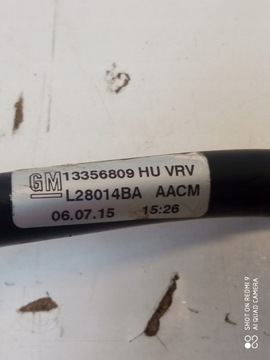 GM 13356809 HU VRV
L28014BA AACM
06.07.15 15:26
SHOT ON REDMI 9
AI QUAD CAMERA